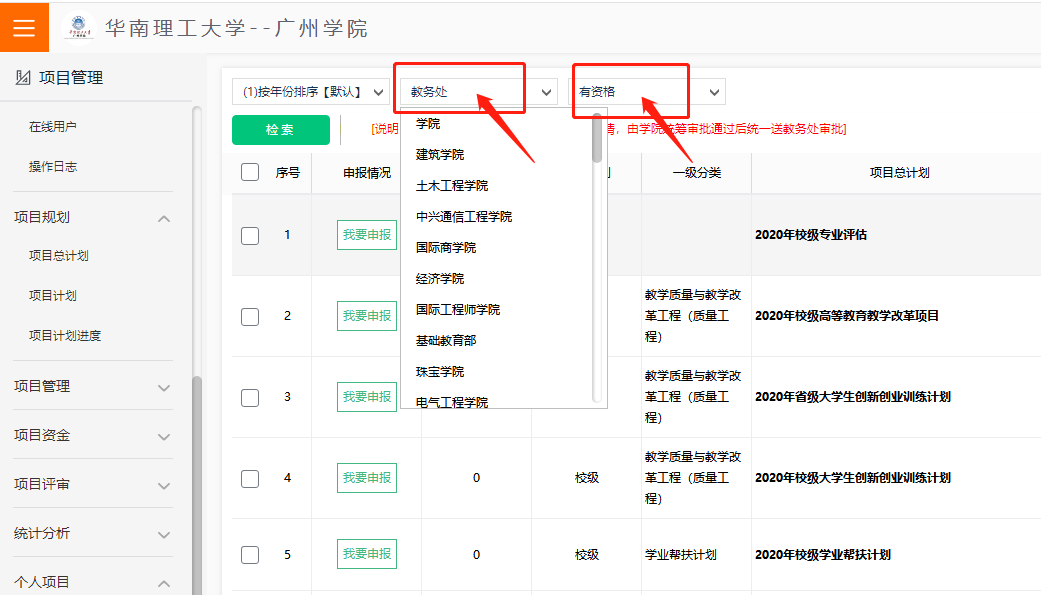 华南理工大学--广州学院
项目管理
在线用户
操作日志
项目规划
项目总计划
项目计划
项目计划进度
项目管理
项目资金
项目评审
统计分析
个人项目
(1)按年份排序【默认】
教务处
有资格
检 索
[说明
请，由学院统筹审批通过后统一送教务处审批]
学院
建筑学院
土木工程学院
中兴通信工程学院
国际商学院
经济学院
国际工程师学院
基础教育部
珠宝学院
电气工程学院
序号
申报情况
一级分类
项目总计划
1
我要申报
2020年校级专业评估
2
我要申报
教学质量与教学改
革工程（质量工
程）
2020年校级高等教育教学改革项目
3
我要申报
教学质量与教学改
革工程（质量工
程）
2020年省级大学生创新创业训练计划
4
我要申报
0
校级
教学质量与教学改
革工程（质量工
程）
2020年校级大学生创新创业训练计划
5
我要申报
0
校级
学业帮扶计划
2020年校级学业帮扶计划